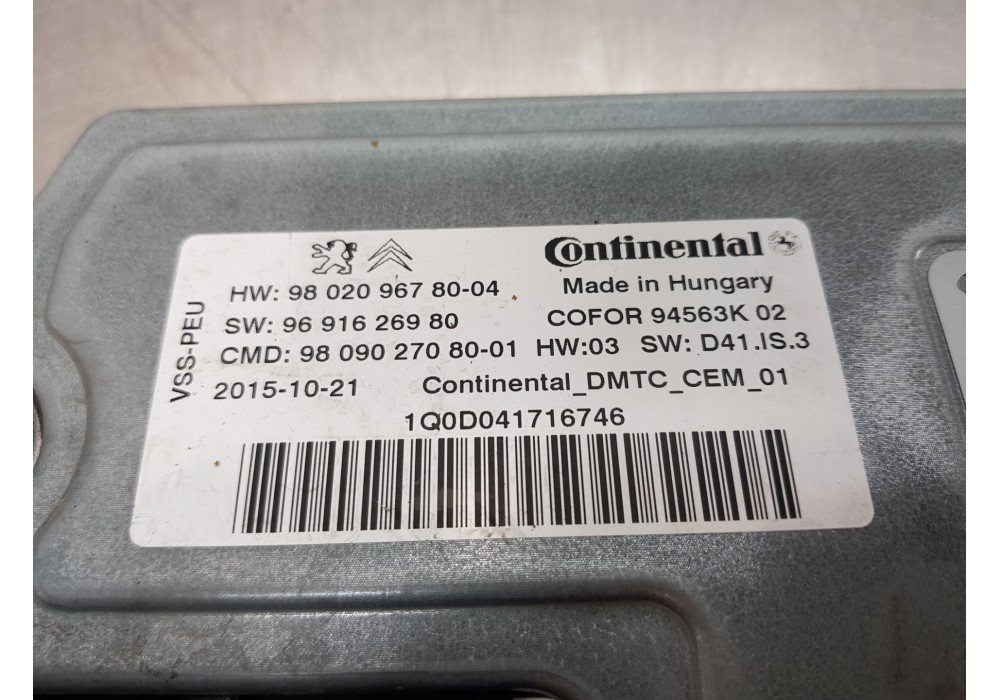 Continental
Made in Hungary
HW: 98 020 967 80-04
SW: 96 916 269 80
COFOR 94563K 02
CMD: 98 090 270 80-01 HW:03 SW: D41.IS.3
2015-10-21 Continental_DMTC_CEM_01
1Q0D041716746
VSS-PEU